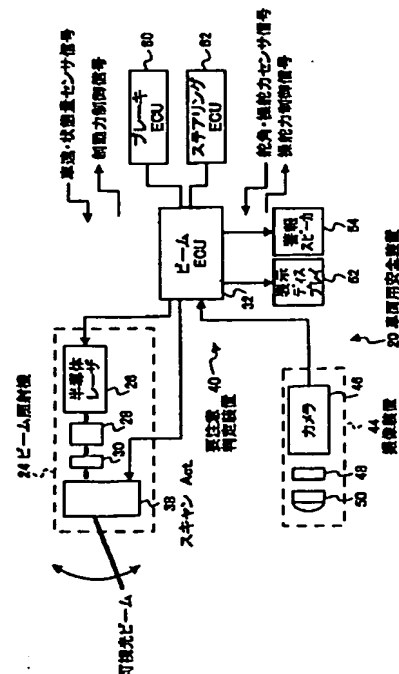 車速・状態量センサ信号
制動力制御信号
ブレーキ
ECU
60
ステアリング
ECU
62
舵角・操舵力センサ信号
操舵力制御信号
ビーム
ECU
32
警報
スピーカ
54
表示
ディス
プレイ
52
20 車両用安全装置
24 ビーム照射機
半導体
レーザ
26
28
30
38
スキャン Act.
可視光ビーム
40
要注意
判定装置
カメラ
46
44
撮像装置
48
50